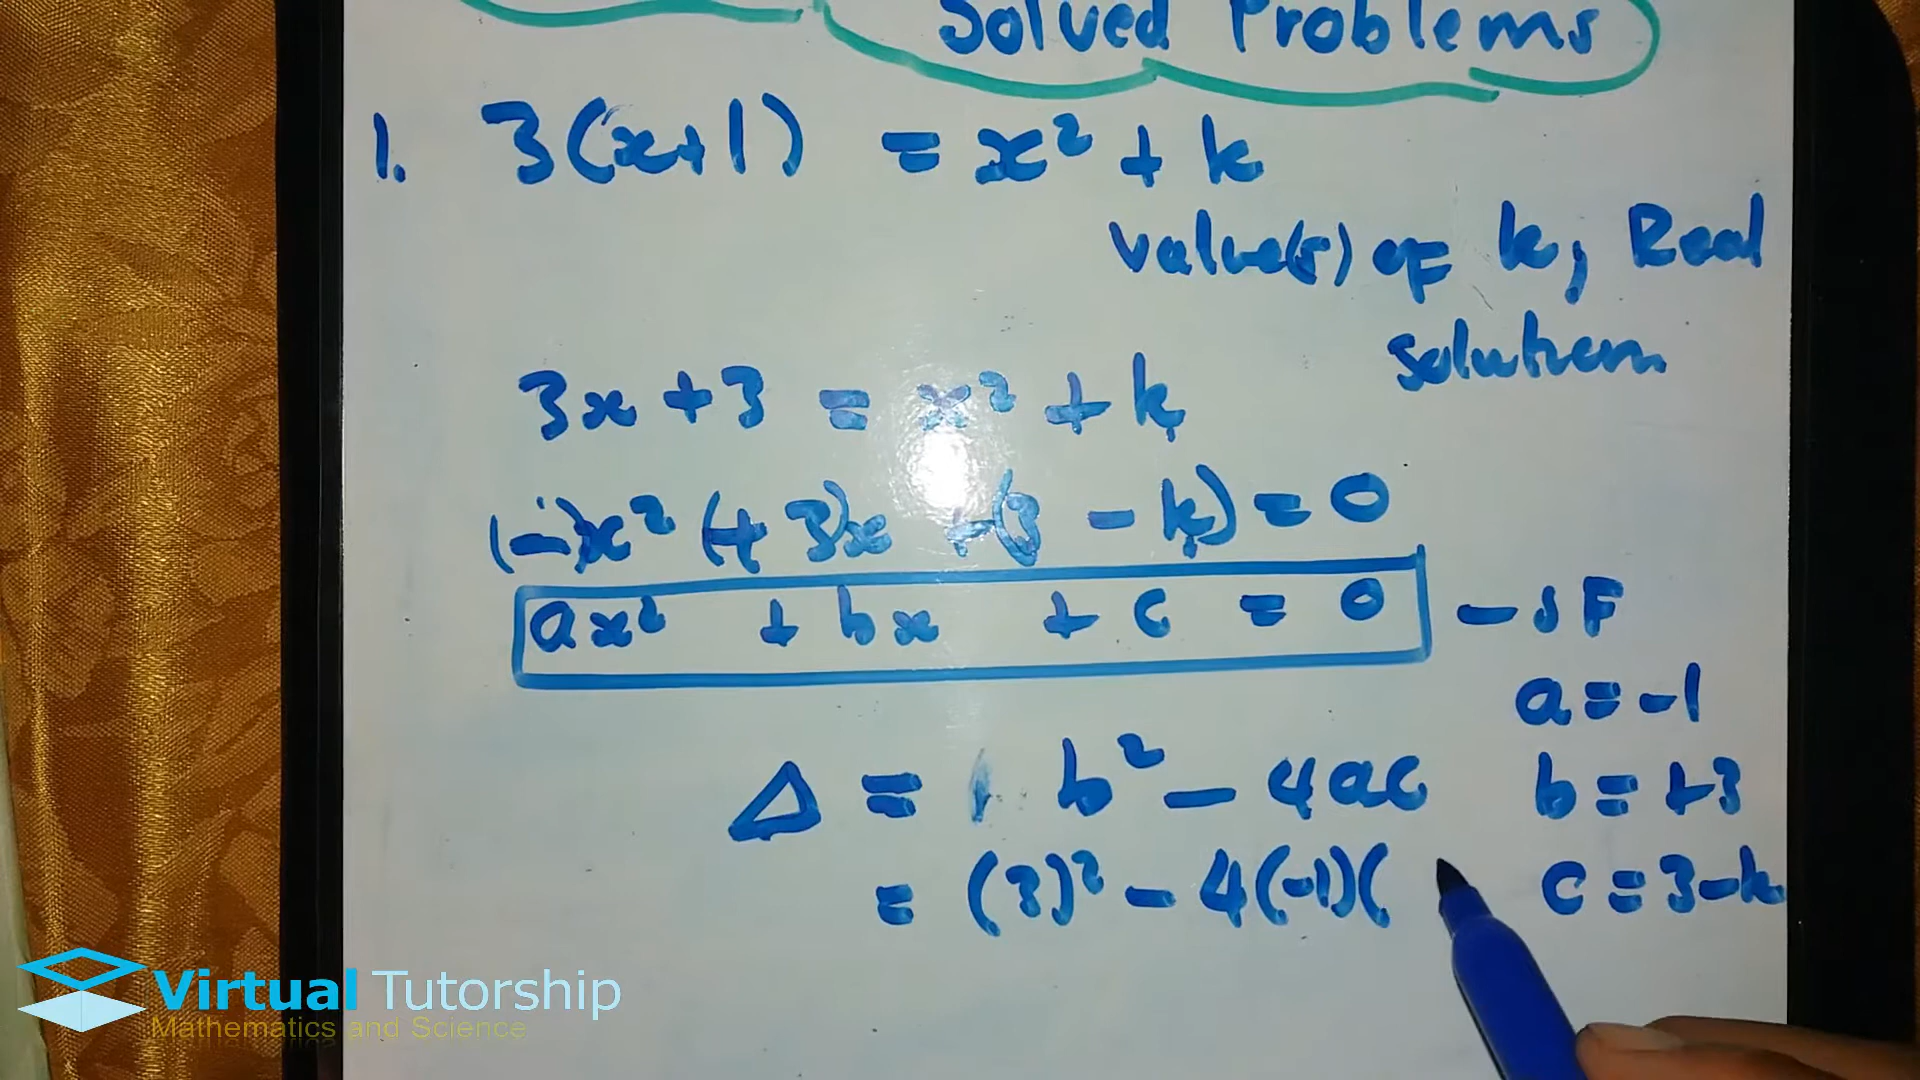 Solved Problems
1. 3(x+1) = x² + k
value(s) of k, Real
solution
3x + 3 = x² + k
(-)x² (+ 3)x + (3 - k) = 0
ax² + bx + c = 0 - SF
a = -1
Δ = b² - 4ac b = +3
= (3)² - 4(-1)( c = 3-k
Virtual Tutorship
Mathematics and Science